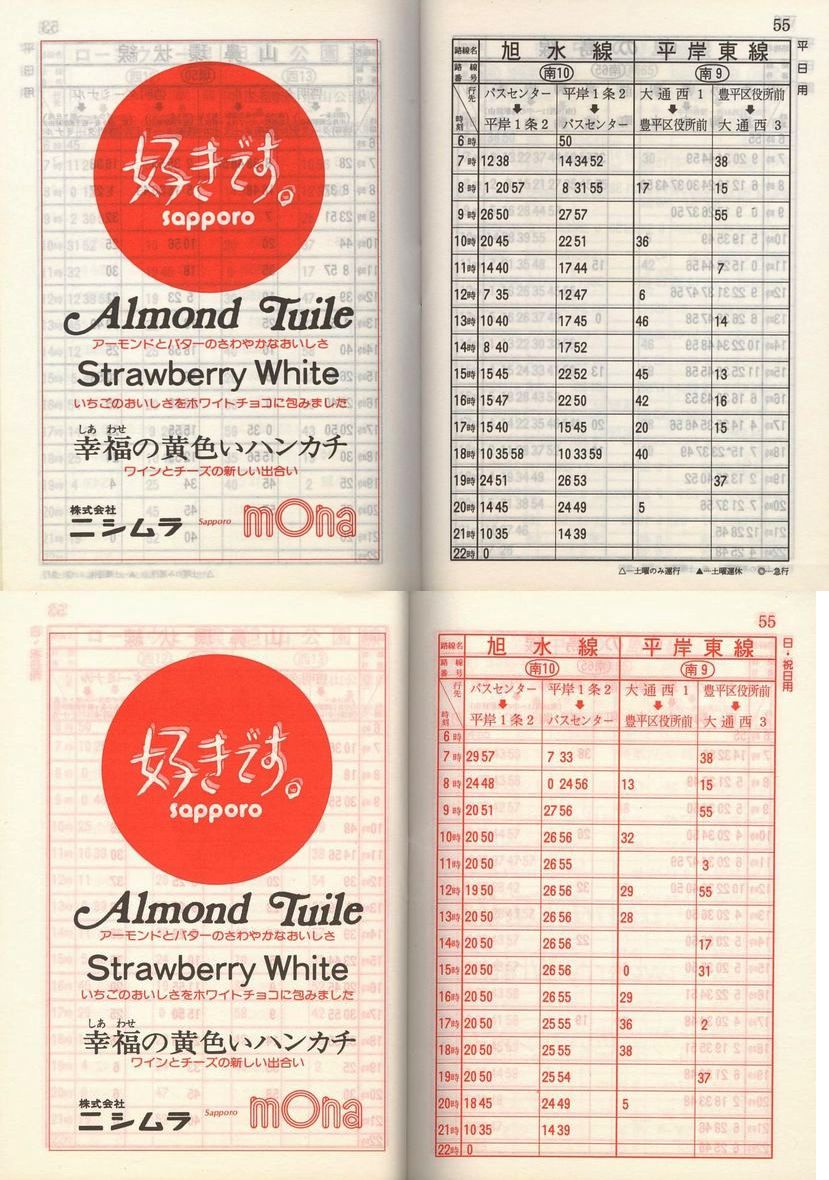 好きです。
sapporo
Almond Tuile
アーモンドとバターのさわやかなおいしさ
Strawberry White
いちごのおいしさをホワイトチョコに包みました
しあ わせ
幸福の黄色いハンカチ
ワインとチーズの新しい出合い
株式会社
ニシムラ Sapporo mona
55
平日用
路線名 旭水線 平岸東線
路線番号 南10 南9
行先 バスセンター 平岸1条2 大通西1 豊平区役所前
時刻 平岸1条2 バスセンター 豊平区役所前 大通西3
6時 50
7時 12 38 14 34 52 38
8時 1 20 57 8 31 55 17 15
9時 26 50 27 57 55
10時 20 45 22 51 36
11時 14 40 17 44 7
12時 7 35 12 47 6
13時 10 40 17 45 46 14
14時 8 40 17 52
15時 15 45 22 52 45 13
16時 15 47 22 50 42 16
17時 15 40 15 45 20 15
18時 10 35 58 10 33 59 40
19時 24 51 26 53 37
20時 14 45 24 49 5
21時 10 35 14 39
22時 0
△―土曜のみ運行 ▲―土曜運休 ◎―急行
好きです。
sapporo
Almond Tuile
アーモンドとバターのさわやかなおいしさ
Strawberry White
いちごのおいしさをホワイトチョコに包みました
しあ わせ
幸福の黄色いハンカチ
ワインとチーズの新しい出合い
株式会社
ニシムラ Sapporo mona
55
日・祝日用
路線名 旭水線 平岸東線
路線番号 南10 南9
行先 バスセンター 平岸1条2 大通西1 豊平区役所前
時刻 平岸1条2 バスセンター 豊平区役所前 大通西3
6時
7時 29 57 7 33 38
8時 24 48 0 24 56 13 15
9時 20 51 27 56 55
10時 20 50 26 56 32
11時 20 50 26 55 3
12時 19 50 26 56 29 55
13時 20 50 26 56 28
14時 20 50 26 56 17
15時 20 50 26 56 0 31
16時 20 50 26 55 29
17時 20 50 25 55 36 2
18時 20 50 25 55 38
19時 20 50 25 54 37
20時 18 45 24 49 5
21時 10 35 14 39
22時 0